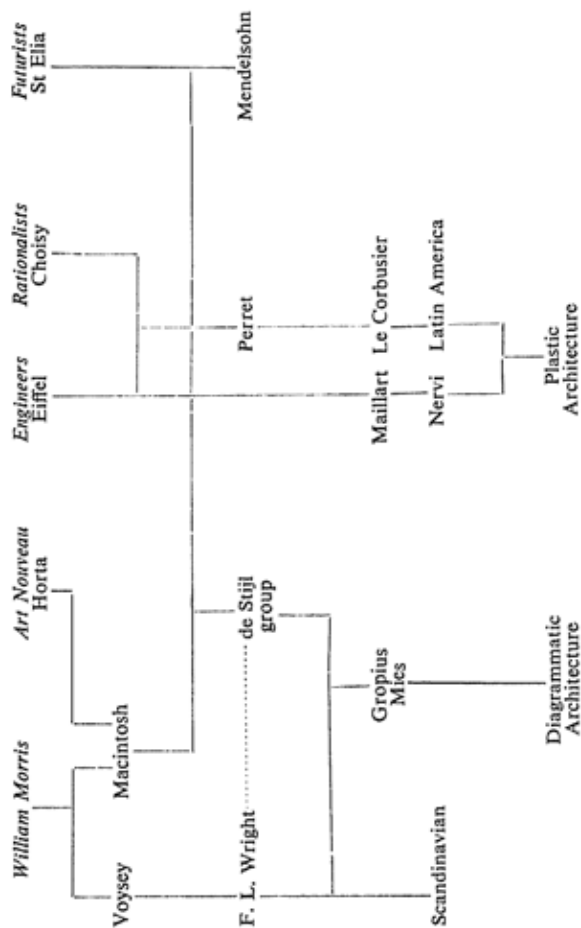 William Morris
Art Nouveau
Horta
Engineers
Eiffel
Rationalists
Choisy
Futurists
St Elia
Voysey
Macintosh
F. L. Wright
de Stijl
group
Perret
Mendelsohn
Gropius
Mies
Maillart
Le Corbusier
Scandinavian
Nervi
Latin America
Diagrammatic
Architecture
Plastic
Architecture